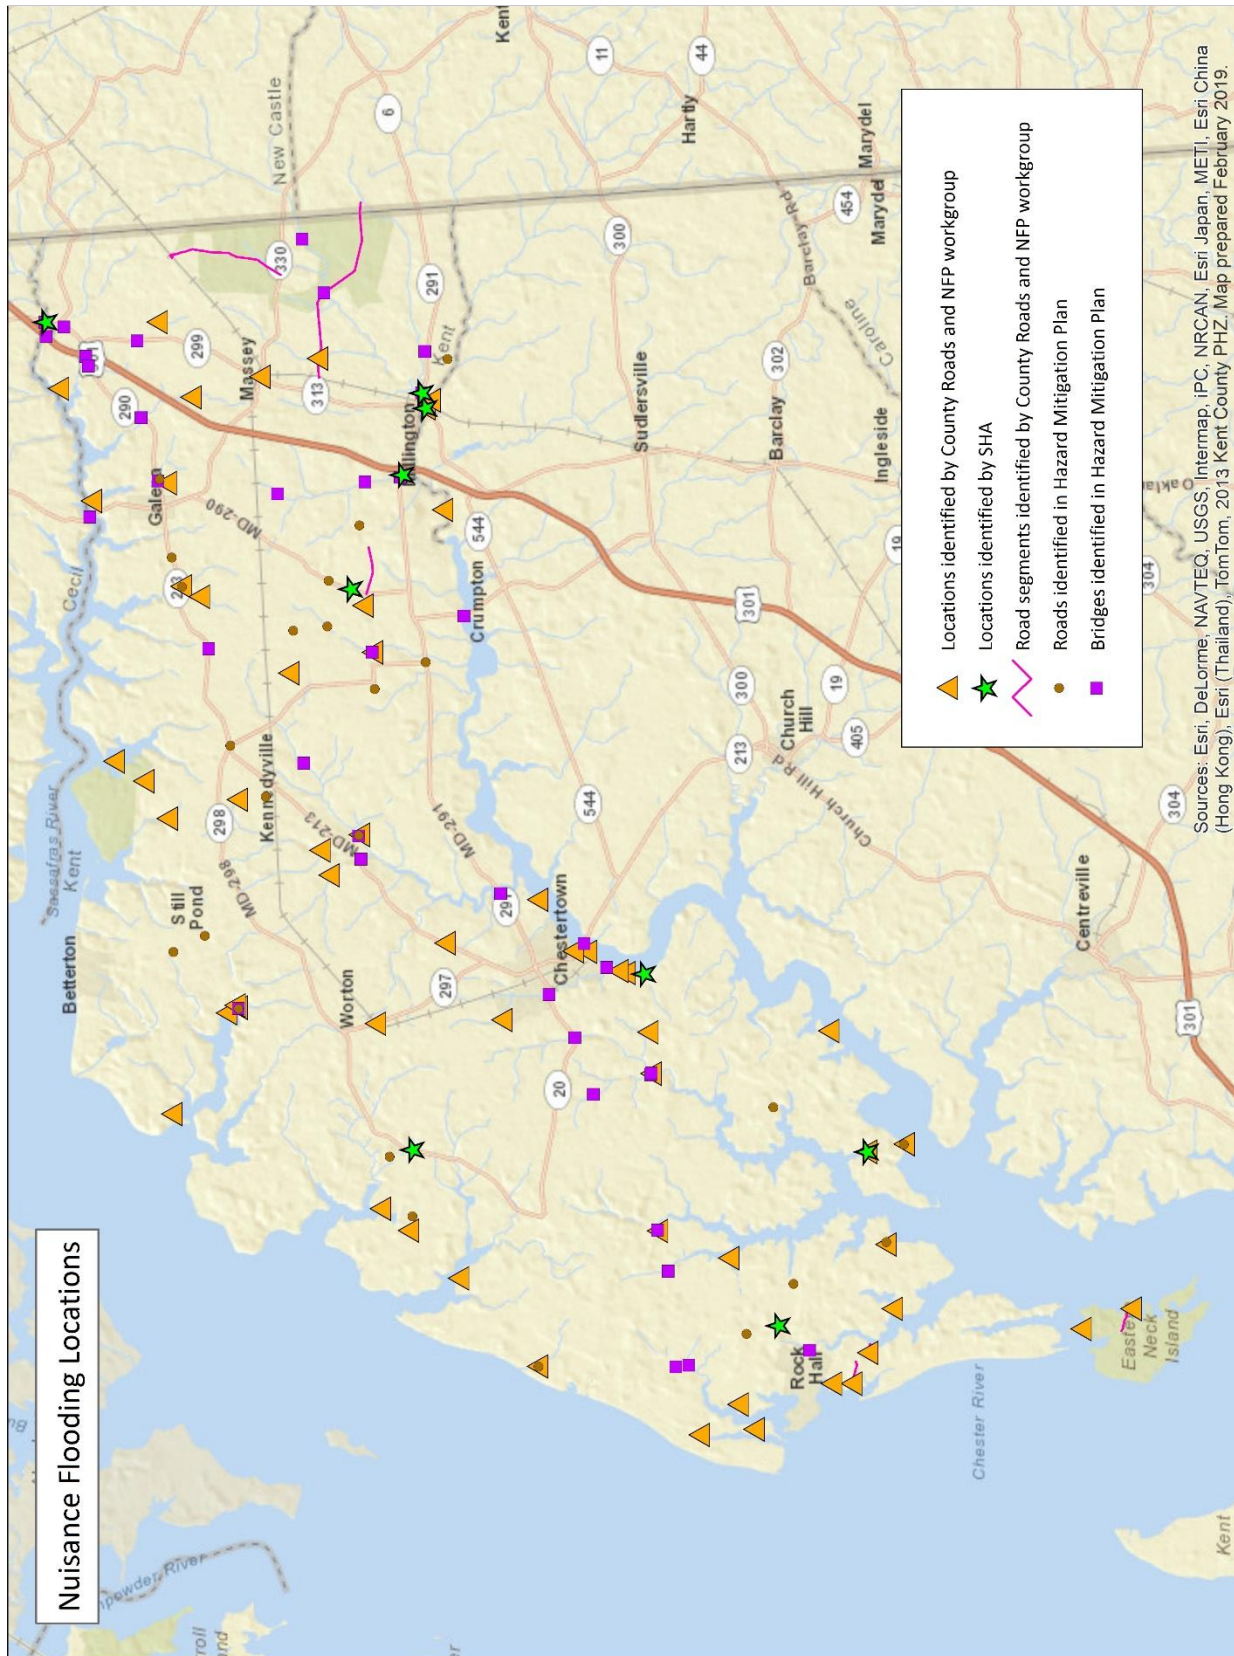 Nuisance Flooding Locations
Sassafras River
Kent
Cecil
New Castle
Kent
Betterton
Still
Pond
Galen
Massey
Kennedyville
Worton
Chestertown
Crumpton
Sudlersville
Barclay
Ingleside
Hartly
Marydel
Marydel
Church
Hill
Centreville
Rock
Hall
Eastern
Neck
Island
Chester River
Kent
Kent
Caroline
Barclay-Rd
Church Hill Rd
MD-290
MD-298
MD-213
MD-291
290
299
330
313
6
11
44
291
300
454
302
544
298
297
291
20
544
301
300
213
19
405
19
304
304
301
Locations identified by County Roads and NFP workgroup
Locations identified by SHA
Road segments identified by County Roads and NFP workgroup
Roads identified in Hazard Mitigation Plan
Bridges identified in Hazard Mitigation Plan
Sources: Esri, DeLorme, NAVTEQ, USGS, Intermap, iPC, NRCAN, Esri Japan, METI, Esri China
(Hong Kong), Esri (Thailand), TomTom, 2013 Kent County PHZ. Map prepared February 2019.